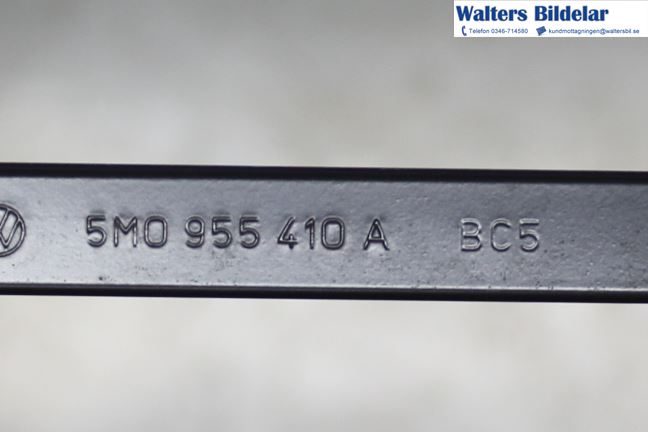 Walters Bildelar
Telefon 0346-714580 kundmottagningen@waltersbil.se
5M0 955 410 A BC5